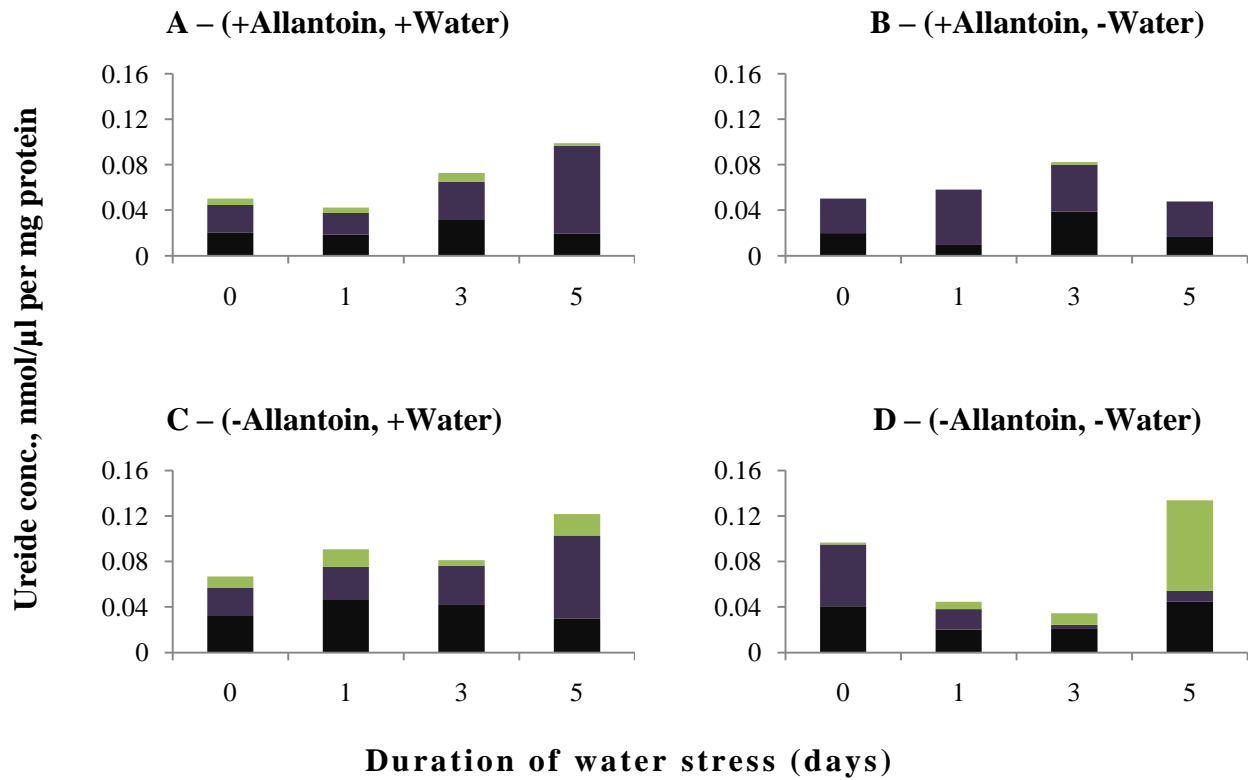 A – (+Allantoin, +Water)
B – (+Allantoin, -Water)
Ureide conc., nmol/µl per mg protein
0.16
0.12
0.08
0.04
0
0 1 3 5
0.16
0.12
0.08
0.04
0
0 1 3 5
C – (-Allantoin, +Water)
D – (-Allantoin, -Water)
0.16
0.12
0.08
0.04
0
0 1 3 5
0.16
0.12
0.08
0.04
0
0 1 3 5
Duration of water stress (days)